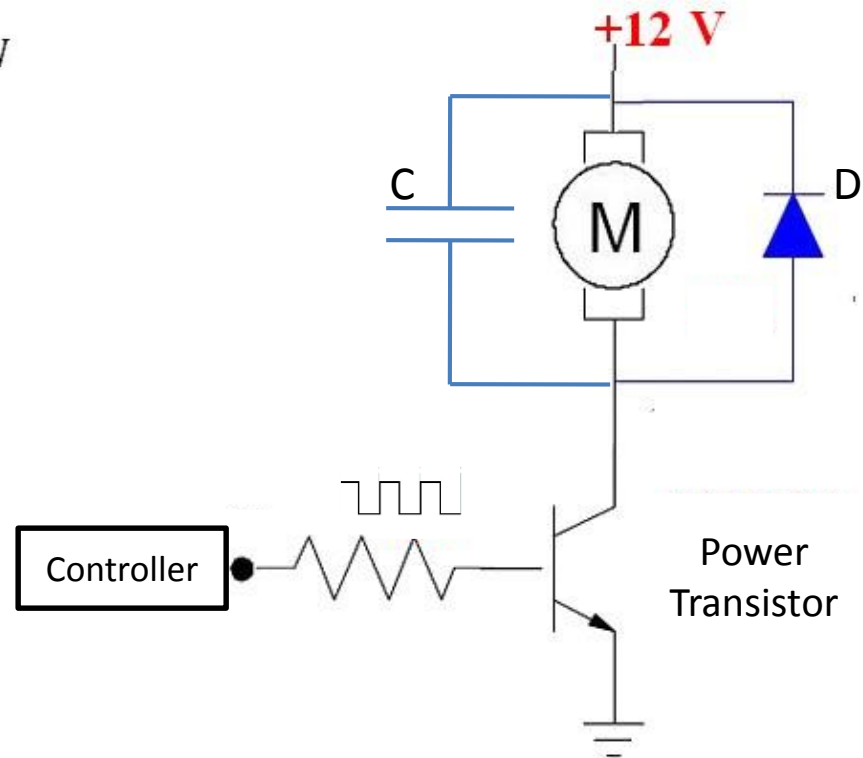 +12 V
C
D
M
Controller
Power
Transistor